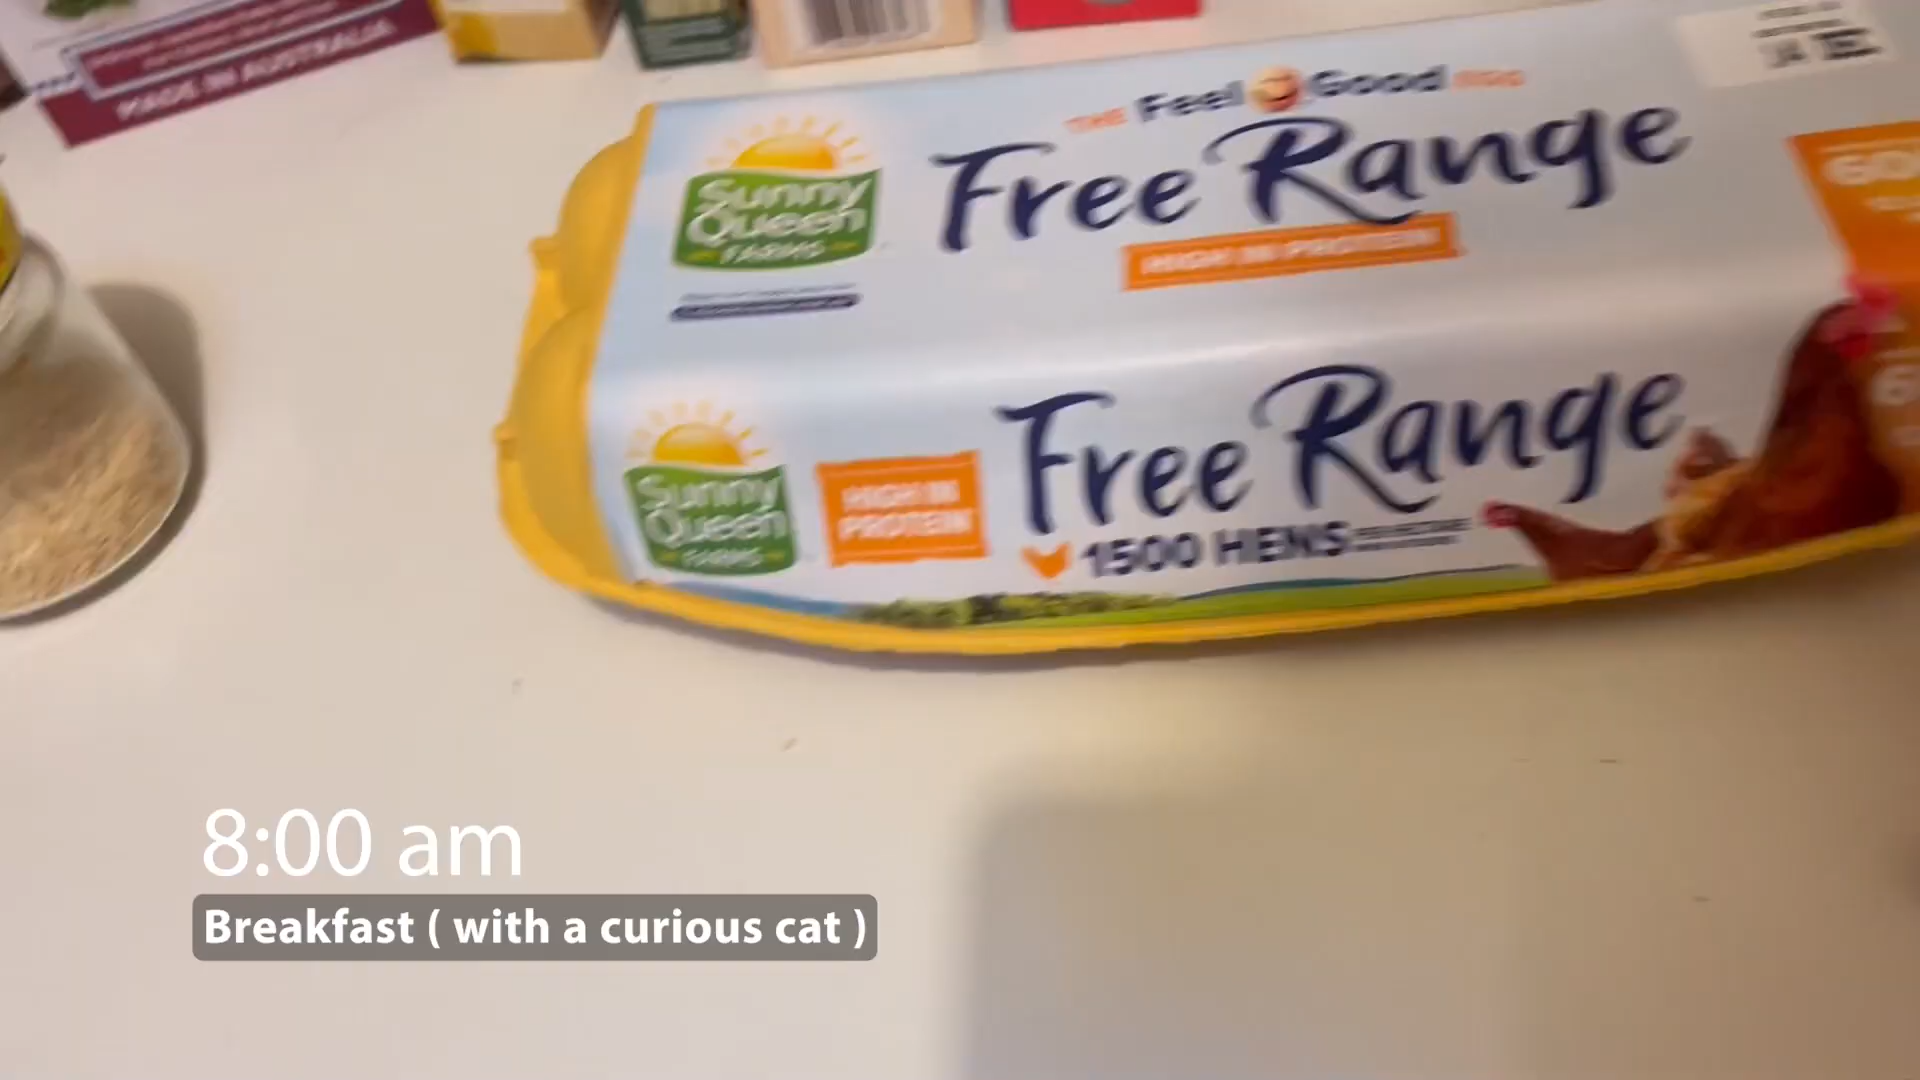 MADE IN AUSTRALIA
THE Feel Good EGG
Sunny
Queen
FARMS
Free Range
HIGH IN PROTEIN
Sunny
Queen
FARMS
HIGH IN
PROTEIN
Free Range
1500 HENS
8:00 am
Breakfast ( with a curious cat )